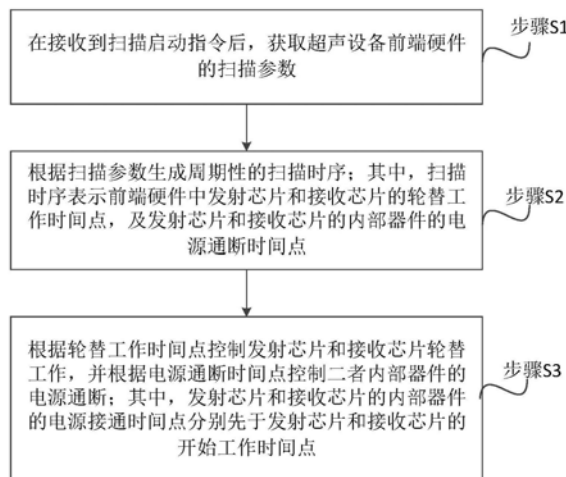 在接收到扫描启动指令后，获取超声设备前端硬件
的扫描参数
步骤S1
根据扫描参数生成周期性的扫描时序；其中，扫描
时序表示前端硬件中发射芯片和接收芯片的轮替工
作时间点，及发射芯片和接收芯片的内部器件的电
源通断时间点
步骤S2
根据轮替工作时间点控制发射芯片和接收芯片轮替
工作，并根据电源通断时间点控制二者内部器件的
电源通断；其中，发射芯片和接收芯片的内部器件
的电源接通时间点分别先于发射芯片和接收芯片的
开始工作时间点
步骤S3